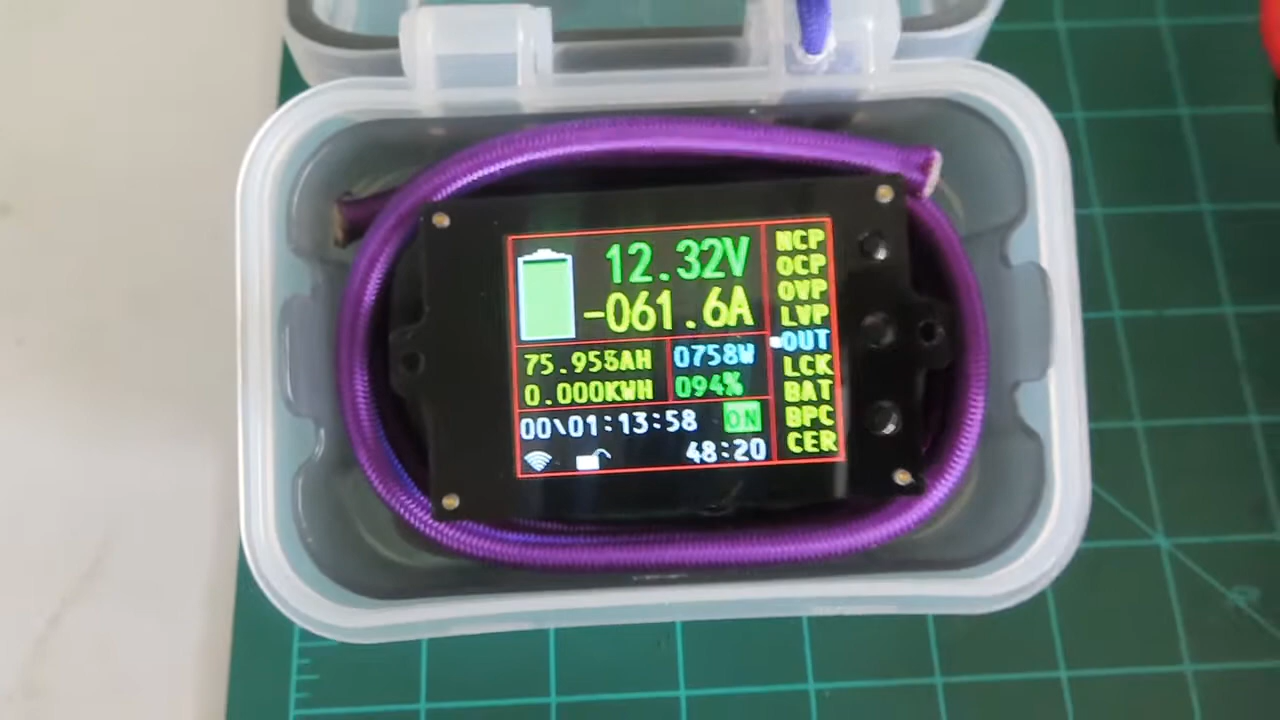 12.32V
-061.6A
75.955AH
0758W
0.000KWH
094%
00\01:13:58
ON
48:20
NCP
OCP
OVP
LVP
OUT
LCK
BAT
BPC
CER